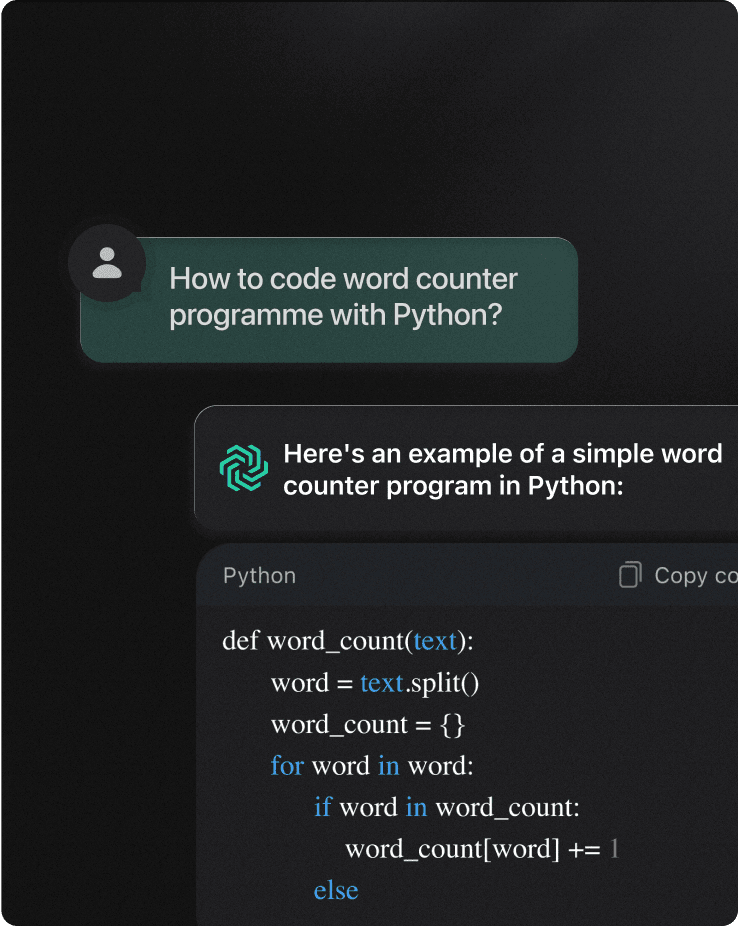 How to code word counter
programme with Python?
Here's an example of a simple word
counter program in Python:
Python
Copy co
def word_count(text):
word = text.split()
word_count = {}
for word in word:
if word in word_count:
word_count[word] += 1
else